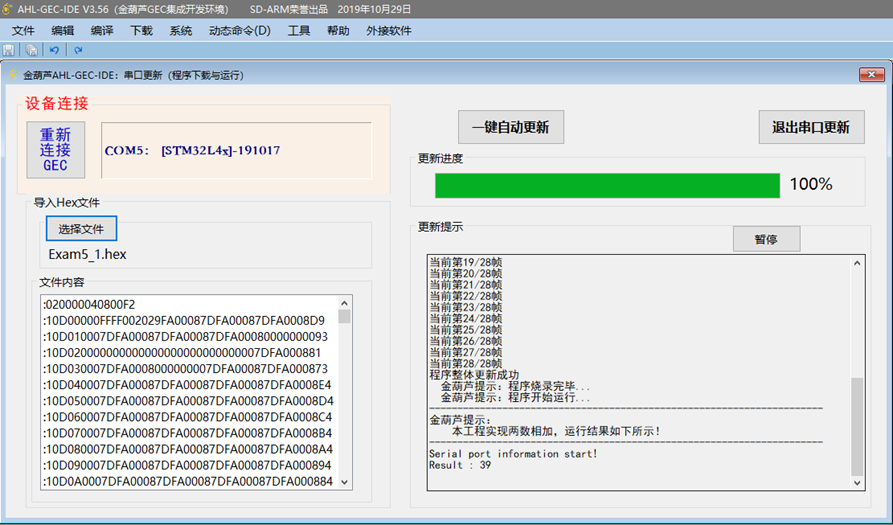 AHL-GEC-IDE V3.56（金葫芦GEC集成开发环境） SD-ARM荣誉出品 2019年10月29日
文件 编辑 编译 下载 系统 动态命令(D) 工具 帮助 外接软件
金葫芦AHL-GEC-IDE：串口更新（程序下载与运行）
设备连接
重新
连接
GEC
COM5： [STM32L4x]-191017
导入Hex文件
选择文件
Exam5_1.hex
文件内容
:020000040800F2
:10D00000FFFF002029FA00087DFA00087DFA0008D9
:10D010007DFA00087DFA00087DFA00080000000093
:10D02000000000000000000000000007DFA000881
:10D030007DFA0008000000007DFA00087DFA000873
:10D040007DFA00087DFA00087DFA00087DFA0008E4
:10D050007DFA00087DFA00087DFA00087DFA0008D4
:10D060007DFA00087DFA00087DFA00087DFA0008C4
:10D070007DFA00087DFA00087DFA00087DFA0008B4
:10D080007DFA00087DFA00087DFA00087DFA0008A4
:10D090007DFA00087DFA00087DFA00087DFA000894
:10D0A0007DFA00087DFA00087DFA00087DFA000884
一键自动更新
退出串口更新
更新进度
100%
更新提示
暂停
当前第19/28帧
当前第20/28帧
当前第21/28帧
当前第22/28帧
当前第23/28帧
当前第24/28帧
当前第25/28帧
当前第26/28帧
当前第27/28帧
当前第28/28帧
程序整体更新成功
金葫芦提示：程序烧录完毕...
金葫芦提示：程序开始运行...
金葫芦提示：
本工程实现两数相加，运行结果如下所示！
Serial port information start!
Result : 39